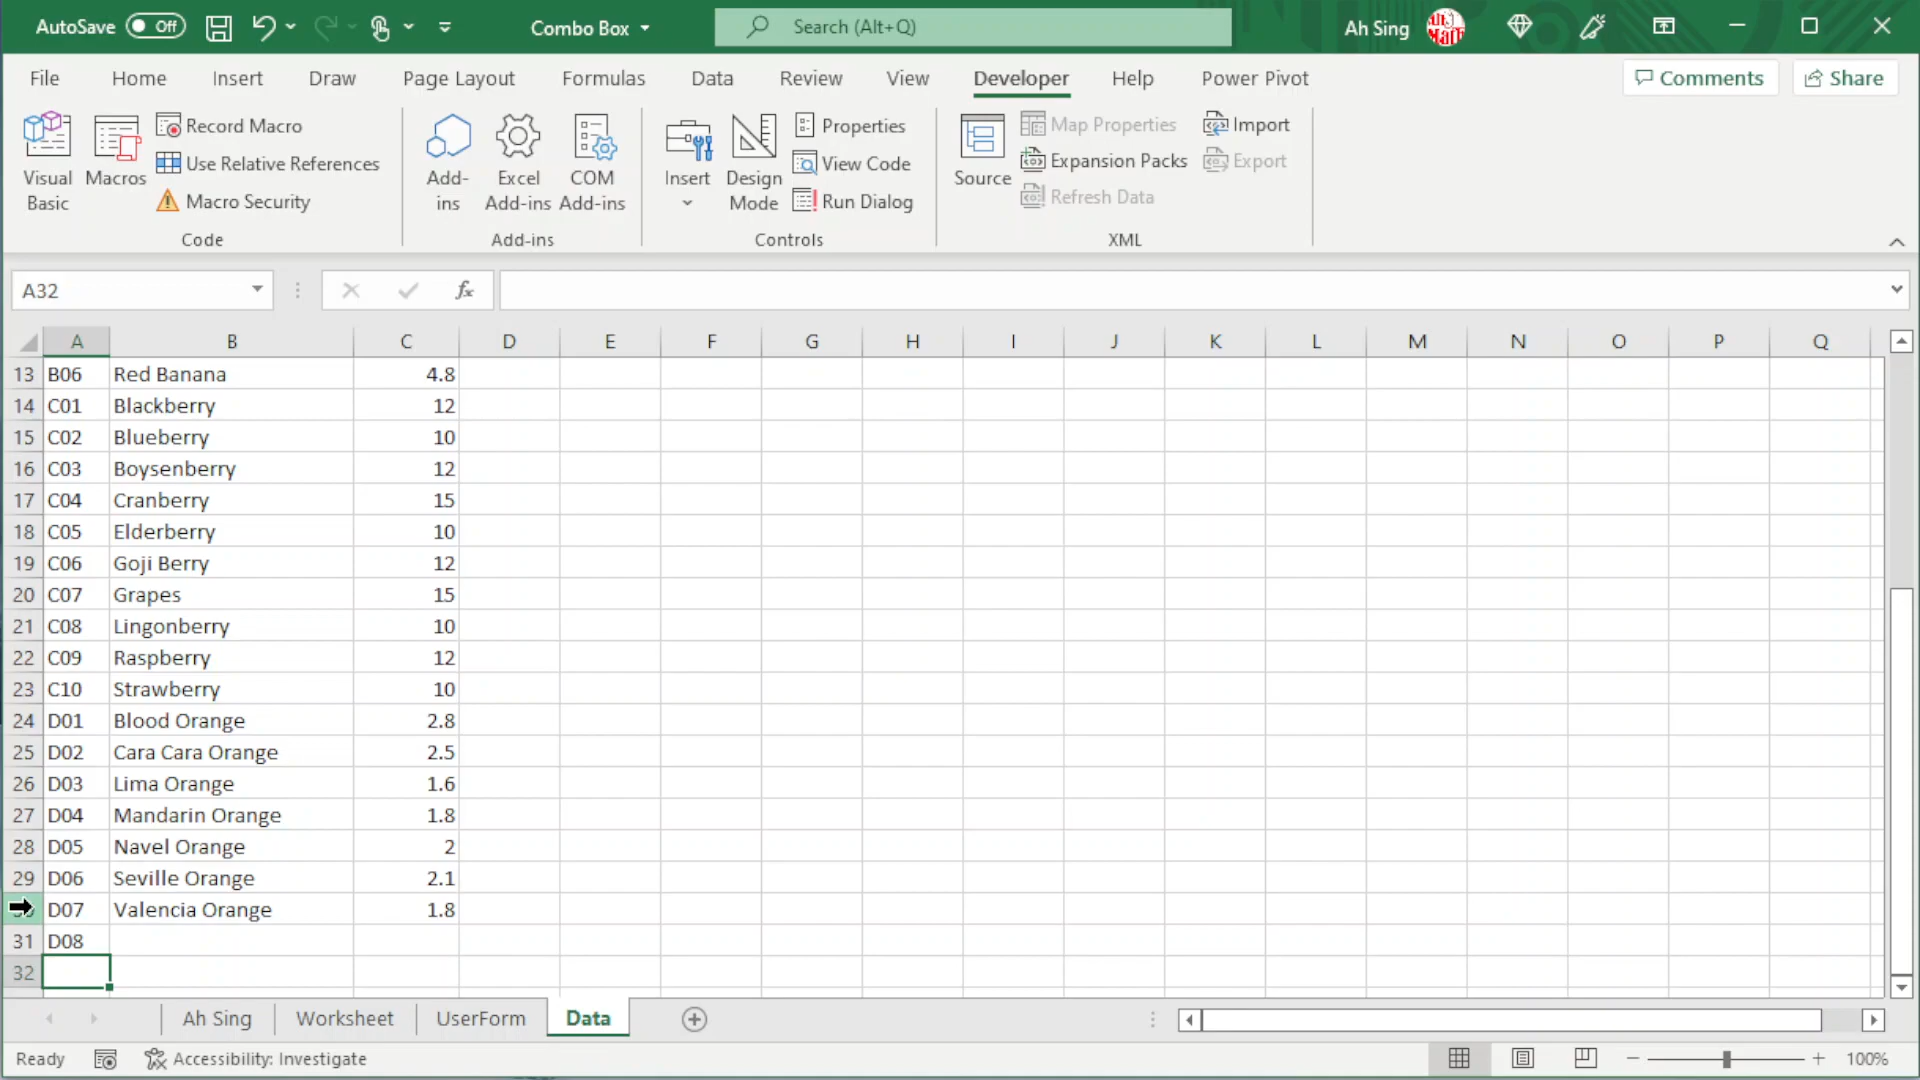 AutoSave Off Combo Box Search (Alt+Q) Ah Sing
File Home Insert Draw Page Layout Formulas Data Review View Developer Help Power Pivot Comments Share
Visual Basic
Macros
Record Macro
Use Relative References
Macro Security
Code
Add-ins
Excel Add-ins
COM Add-ins
Add-ins
Insert
Design Mode
Properties
View Code
Run Dialog
Controls
Source
Map Properties
Expansion Packs
Refresh Data
Import
Export
XML
A32 fx
A B C D E F G H I J K L M N O P Q
13 B06 Red Banana 4.8
14 C01 Blackberry 12
15 C02 Blueberry 10
16 C03 Boysenberry 12
17 C04 Cranberry 15
18 C05 Elderberry 10
19 C06 Goji Berry 12
20 C07 Grapes 15
21 C08 Lingonberry 10
22 C09 Raspberry 12
23 C10 Strawberry 10
24 D01 Blood Orange 2.8
25 D02 Cara Cara Orange 2.5
26 D03 Lima Orange 1.6
27 D04 Mandarin Orange 1.8
28 D05 Navel Orange 2
29 D06 Seville Orange 2.1
D07 Valencia Orange 1.8
31 D08
32
Ah Sing Worksheet UserForm Data
Ready Accessibility: Investigate 100%